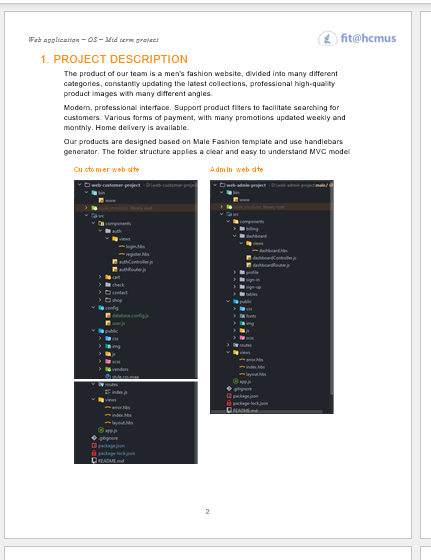 Web application – OS – Mid term project
fit@hcmus
1. PROJECT DESCRIPTION
The product of our team is a men's fashion website, divided into many different
categories, constantly updating the latest collections, professional high-quality
product images with many different angles.
Modern, professional interface. Support product filters to facilitate searching for
customers. Various forms of payment, with many promotions updated weekly and
monthly. Home delivery is available.
Our products are designed based on Male Fashion template and use handlebars
generator. The folder structure applies a clear and easy to understand MVC model
Customer website
web-customer-project
bin
www
src
components
auth
views
login.hbs
register.hbs
authController.js
authRouter.js
cart
check
contact
shop
config
database.config.js
public
css
img
js
scss
vendors
style.css.map
routes
index.js
views
error.hbs
index.hbs
layout.hbs
app.js
.gitignore
package.json
package-lock.json
README.md
Admin website
web-admin-project
bin
www
src
components
billing
dashboard
views
dashboard.hbs
dashboardController.js
dashboardRouter.js
profile
sign-in
sign-up
tables
public
css
fonts
img
js
scss
routes
views
error.hbs
index.hbs
layout.hbs
app.js
.gitignore
package.json
package-lock.json
README.md
2